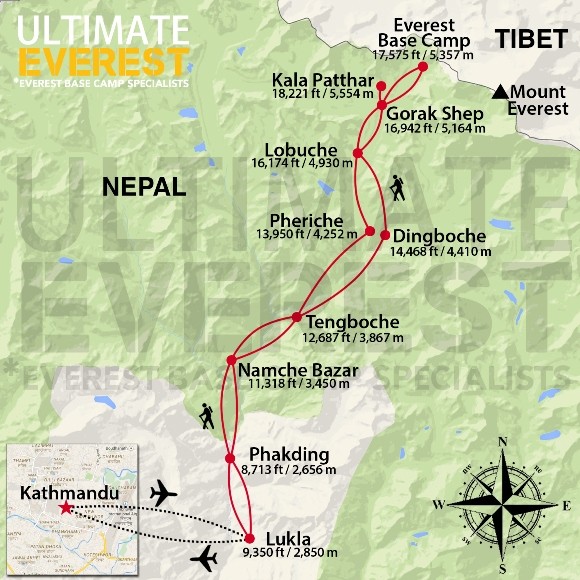 ULTIMATE
EVEREST
*EVEREST BASE CAMP SPECIALISTS
Everest
Base Camp
17,575 ft / 5,357 m
TIBET
Kala Patthar
18,221 ft / 5,554 m
Mount
Everest
Gorak Shep
16,942 ft / 5,164 m
Lobuche
16,174 ft / 4,930 m
NEPAL
ULTIMATE
Pheriche
13,950 ft / 4,252 m
Dingboche
14,468 ft / 4,410 m
EVEREST
Tengboche
12,687 ft / 3,867 m
*EVEREST BASE CAMP SPECIALISTS
Namche Bazar
11,318 ft / 3,450 m
Phakding
8,713 ft / 2,656 m
Kathmandu
Lukla
9,350 ft / 2,850 m
N
W
E
S